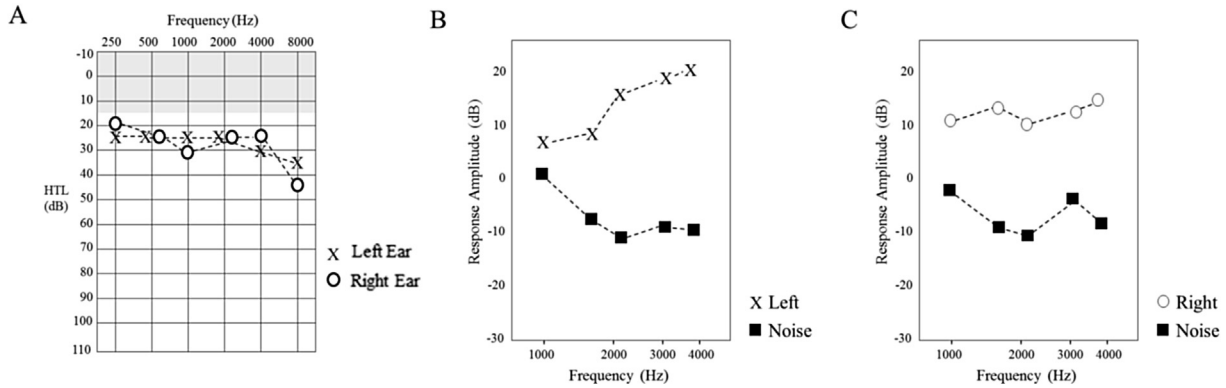 A
Frequency (Hz)
250 500 1000 2000 4000 8000
-10
0
10
20
30
40
50
60
70
80
90
100
110
HTL
(dB)
X Left Ear
O Right Ear
B
Response Amplitude (dB)
20
10
0
-10
-20
-30
1000 2000 3000 4000
Frequency (Hz)
X Left
Noise
C
Response Amplitude (dB)
20
10
0
-10
-20
-30
1000 2000 3000 4000
Frequency (Hz)
Right
Noise